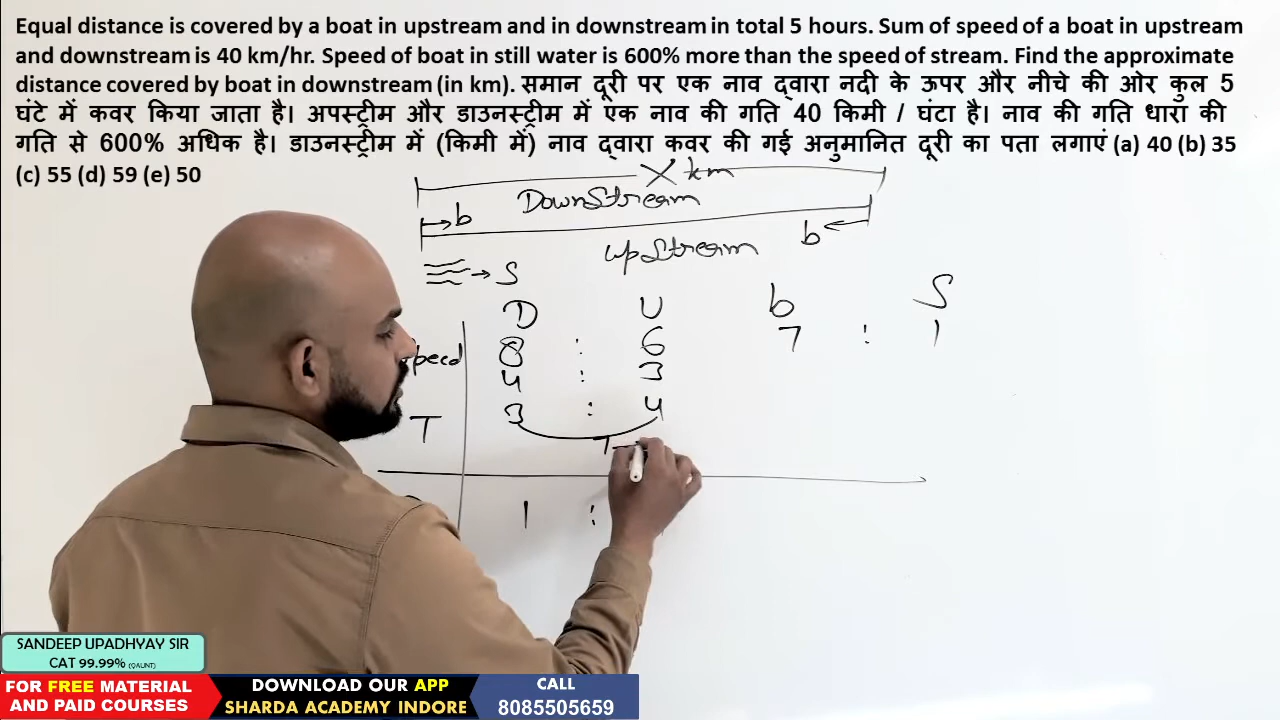 Equal distance is covered by a boat in upstream and in downstream in total 5 hours. Sum of speed of a boat in upstream
and downstream is 40 km/hr. Speed of boat in still water is 600% more than the speed of stream. Find the approximate
distance covered by boat in downstream (in km). समान दूरी पर एक नाव द्वारा नदी के ऊपर और नीचे की ओर कुल 5
घंटे में कवर किया जाता है। अपस्ट्रीम और डाउनस्ट्रीम में एक नाव की गति 40 किमी / घंटा है। नाव की गति धारा की
गति से 600% अधिक है। डाउनस्ट्रीम में (किमी में) नाव द्वारा कवर की गई अनुमानित दूरी का पता लगाएं (a) 40 (b) 35
(c) 55 (d) 59 (e) 50
X km
DownStream
b
b
UpStream
S
D U b S
8 : 6 7 : 1
4 : 3
T 3 : 4
7
1 :
SANDEEP UPADHYAY SIR
CAT 99.99% (QAUNT)
FOR FREE MATERIAL
AND PAID COURSES
DOWNLOAD OUR APP
SHARDA ACADEMY INDORE
CALL
8085505659